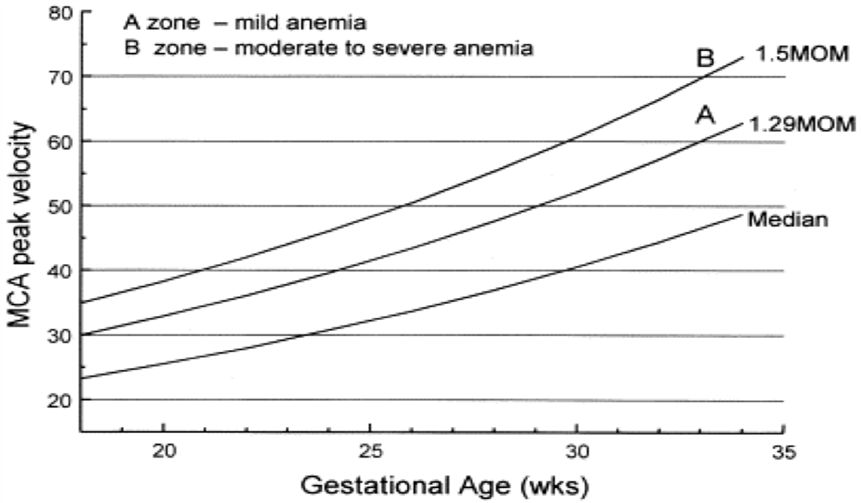 80
A zone – mild anemia
B zone – moderate to severe anemia
B
1.5MOM
70
A
1.29MOM
60
50
Median
40
30
20
MCA peak velocity
20 25 30 35
Gestational Age (wks)